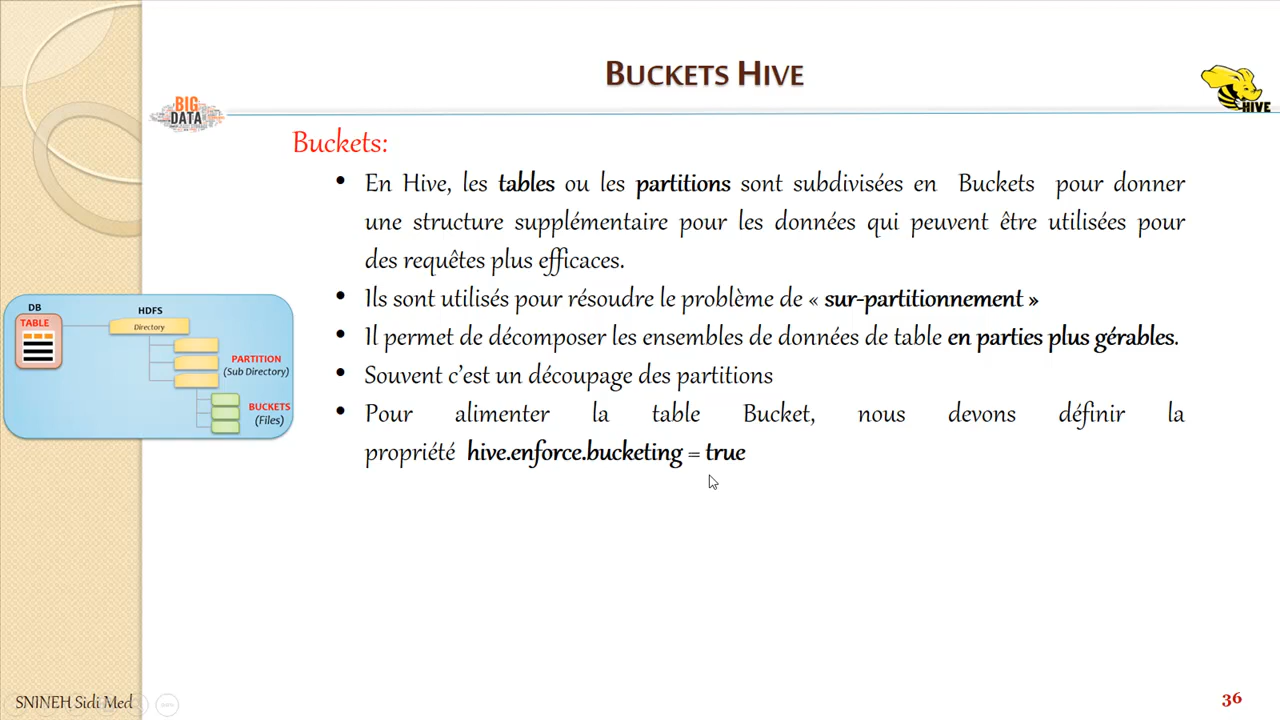 BUCKETS HIVE
HIVE
BIG
DATA
Buckets:
• En Hive, les tables ou les partitions sont subdivisées en Buckets pour donner
une structure supplémentaire pour les données qui peuvent être utilisées pour
des requêtes plus efficaces.
• Ils sont utilisés pour résoudre le problème de « sur-partitionnement »
• Il permet de décomposer les ensembles de données de table en parties plus gérables.
• Souvent c’est un découpage des partitions
• Pour alimenter la table Bucket, nous devons définir la
propriété hive.enforce.bucketing = true
DB
TABLE
HDFS
Directory
PARTITION
(Sub Directory)
BUCKETS
(Files)
SNINEH Sidi Med
36